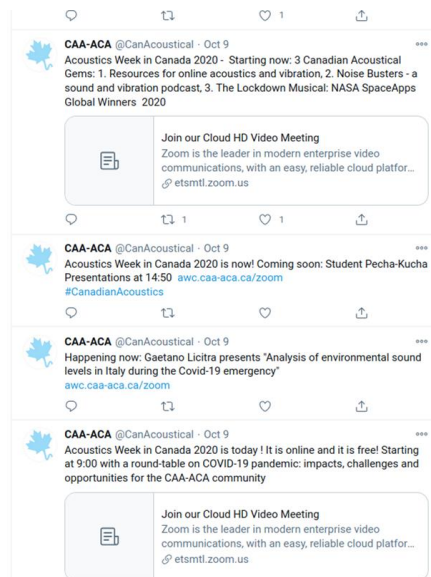 1
CAA-ACA @CanAcoustical · Oct 9
Acoustics Week in Canada 2020 - Starting now: 3 Canadian Acoustical
Gems: 1. Resources for online acoustics and vibration, 2. Noise Busters - a
sound and vibration podcast, 3. The Lockdown Musical: NASA SpaceApps
Global Winners 2020
Join our Cloud HD Video Meeting
Zoom is the leader in modern enterprise video
communications, with an easy, reliable cloud platfor...
etsmtl.zoom.us
1 1
CAA-ACA @CanAcoustical · Oct 9
Acoustics Week in Canada 2020 is now! Coming soon: Student Pecha-Kucha
Presentations at 14:50 awc.caa-aca.ca/zoom
#CanadianAcoustics
CAA-ACA @CanAcoustical · Oct 9
Happening now: Gaetano Licitra presents "Analysis of environmental sound
levels in Italy during the Covid-19 emergency"
awc.caa-aca.ca/zoom
CAA-ACA @CanAcoustical · Oct 9
Acoustics Week in Canada 2020 is today ! It is online and it is free! Starting
at 9:00 with a round-table on COVID-19 pandemic: impacts, challenges and
opportunities for the CAA-ACA community
Join our Cloud HD Video Meeting
Zoom is the leader in modern enterprise video
communications, with an easy, reliable cloud platfor...
etsmtl.zoom.us